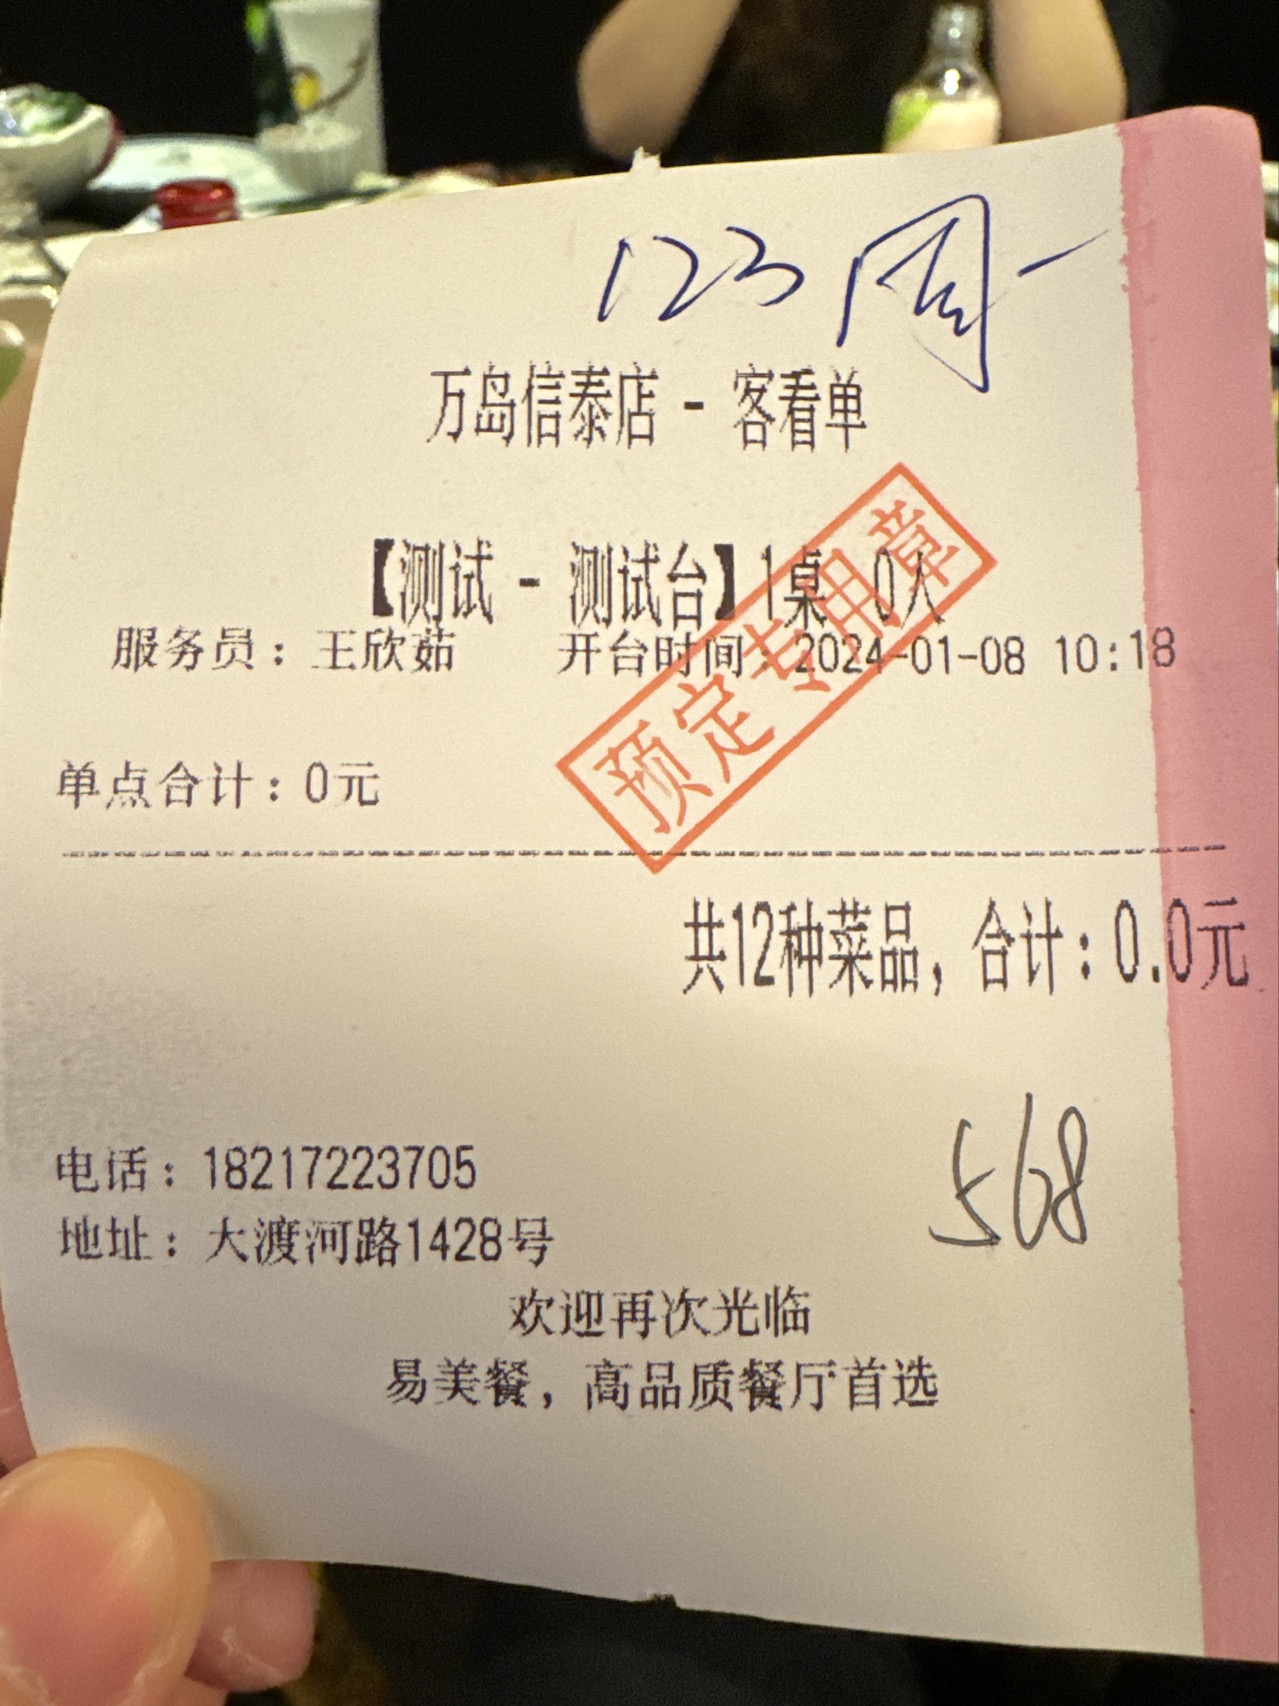 123 周一
万岛信泰店 - 客看单
【测试 - 测试台】1桌 0人
服务员：王欣茹 开台时间：2024-01-08 10:18
预定专用章
单点合计：0元
共12种菜品，合计：0.0元
568
电话：18217223705
地址：大渡河路1428号
欢迎再次光临
易美餐，高品质餐厅首选